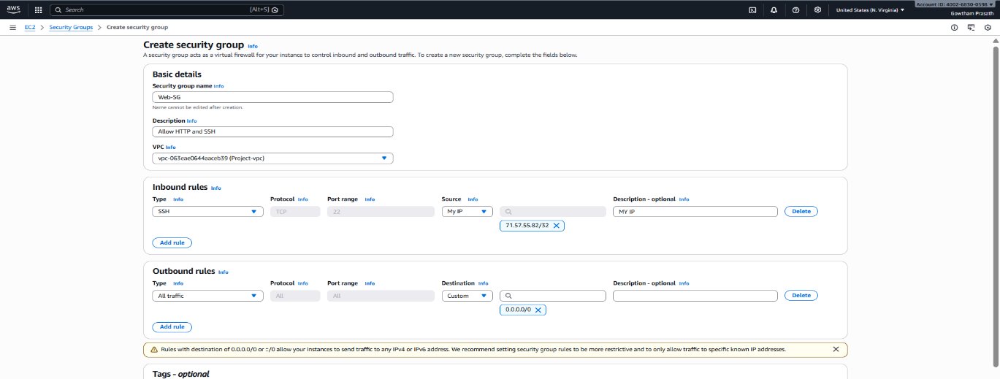 aws Search [Alt+S] United States (N. Virginia) Account ID: 4002-6830-0598
Gowtham Prasath
EC2 > Security Groups > Create security group
Create security group Info
A security group acts as a virtual firewall for your instance to control inbound and outbound traffic. To create a new security group, complete the fields below.
Basic details
Security group name Info
Web-SG
Name cannot be edited after creation.
Description Info
Allow HTTP and SSH
VPC Info
vpc-063eae0644aaceb39 (Project-vpc)
Inbound rules Info
Type Info Protocol Info Port range Info Source Info Description - optional Info
SSH TCP 22 My IP MY IP Delete
71.57.55.82/32
Add rule
Outbound rules Info
Type Info Protocol Info Port range Info Destination Info Description - optional Info
All traffic All All Custom Delete
0.0.0.0/0
Add rule
Rules with destination of 0.0.0.0/0 or ::/0 allow your instances to send traffic to any IPv4 or IPv6 address. We recommend setting security group rules to be more restrictive and to only allow traffic to specific known IP addresses.
Tags - optional